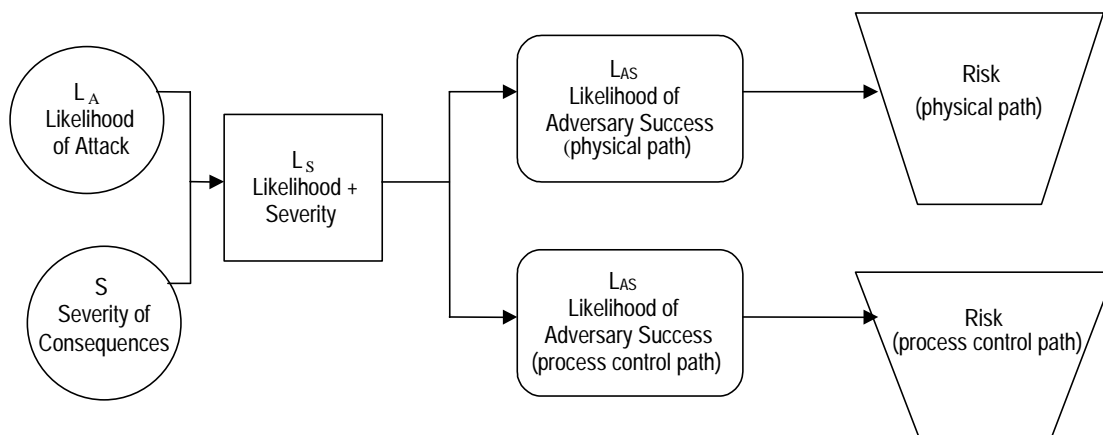 L A
Likelihood
of Attack
S
Severity of
Consequences
L S
Likelihood +
Severity
LAS
Likelihood of
Adversary Success
(physical path)
Risk
(physical path)
LAS
Likelihood of
Adversary Success
(process control path)
Risk
(process control path)